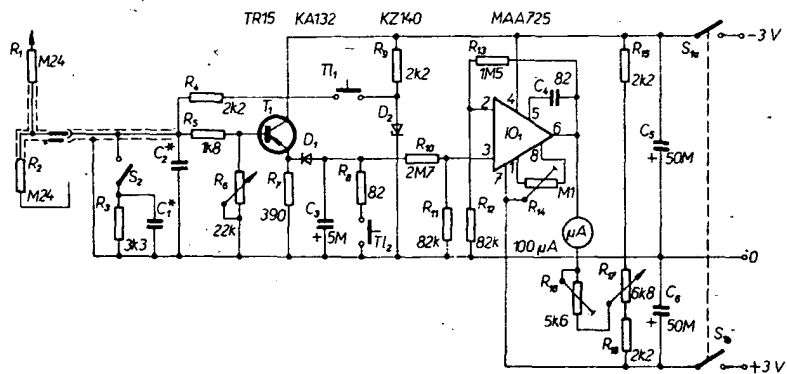 TR15 KA132 KZ140 MAA725
R1
M24
R2
M24
S2
R3
3k3
C1*
C2*
R4
2k2
R5
1k8
R6
22k
T1
R7
390
D1
C3
+ 5M
Tl1
R8
82
Tl2
R9
2k2
D2
R10
2M7
R11
82k
R12
82k
R13
1M5
C4
82
IO1
2
3
4
5
6
7
1
8
R14
M1
100 µA
µA
R15
2k2
R16
5k6
R17
6k8
R18
2k2
C5
+ 50M
C6
+ 50M
S1a
S1b
-3V
0
+3V